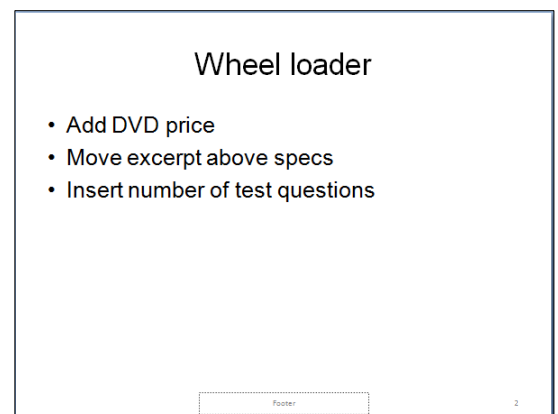 Wheel loader
• Add DVD price
• Move excerpt above specs
• Insert number of test questions
Footer
2